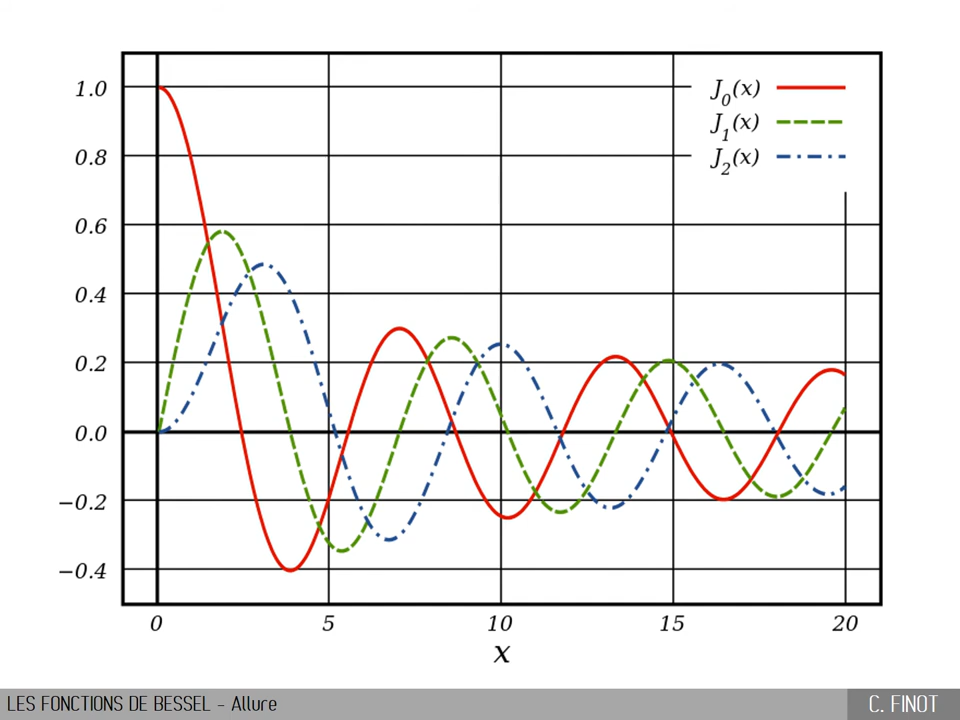 J0(x)
J1(x)
J2(x)
1.0
0.8
0.6
0.4
0.2
0.0
−0.2
−0.4
0 5 10 15 20
x
LES FONCTIONS DE BESSEL - Allure
C. FINOT